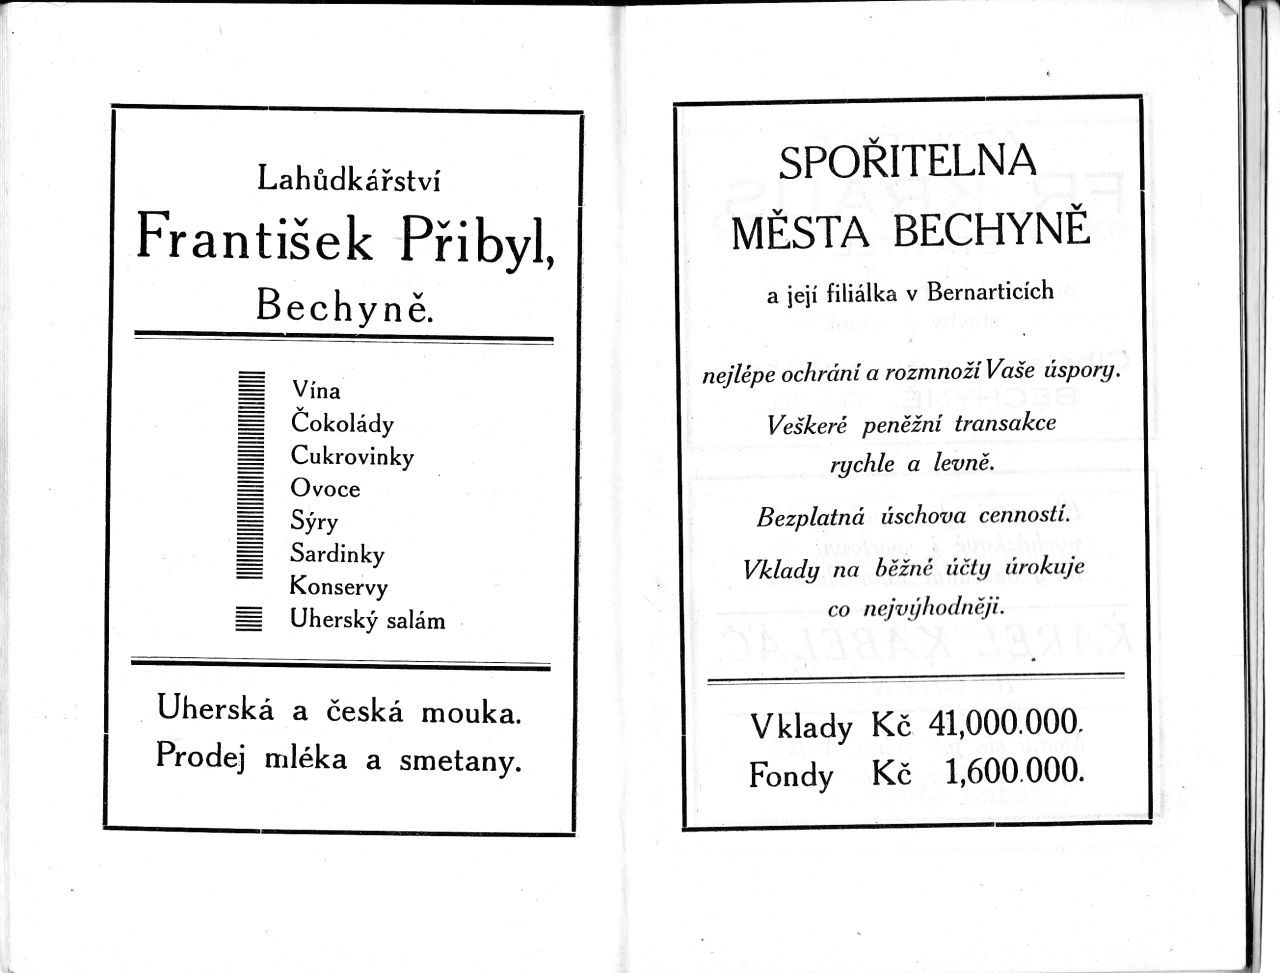 Lahůdkářství
František Přibyl,
Bechyně.
Vína
Čokolády
Cukrovinky
Ovoce
Sýry
Sardinky
Konservy
Uherský salám
Uherská a česká mouka.
Prodej mléka a smetany.
SPOŘITELNA
MĚSTA BECHYNĚ
a její filiálka v Bernarticích
nejlépe ochrání a rozmnoží Vaše úspory.
Veškeré peněžní transakce
rychle a levně.
Bezplatná úschova cenností.
Vklady na běžné účty úrokuje
co nejvýhodněji.
Vklady Kč 41,000.000.
Fondy Kč 1,600.000.